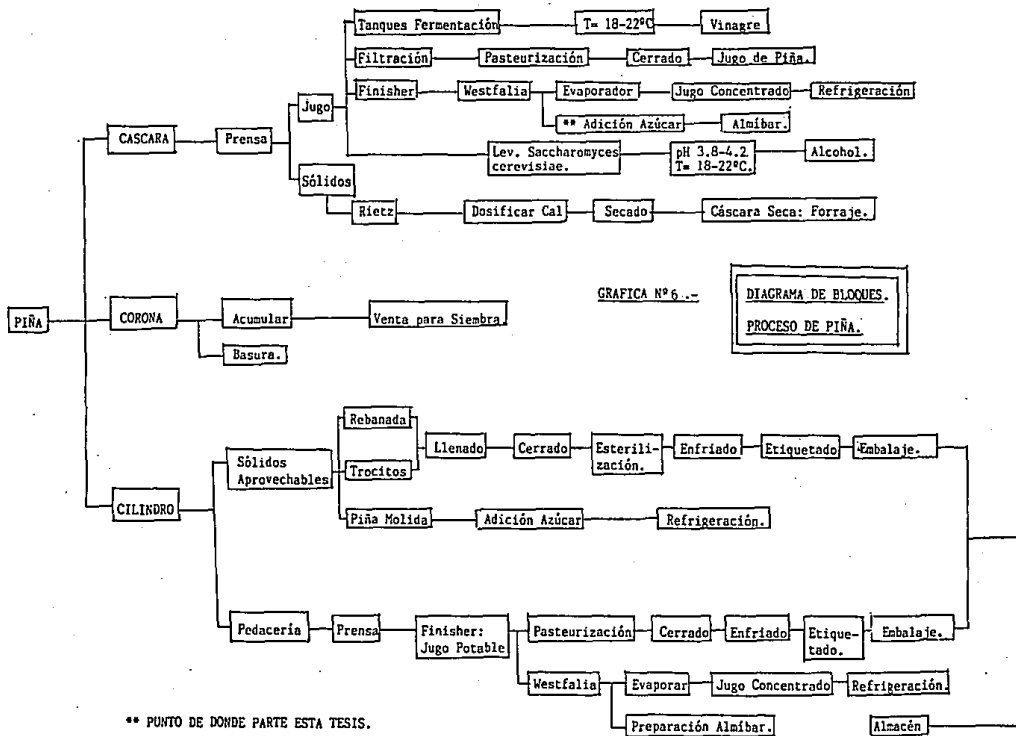 Tanques Fermentación
T= 18-22ºC
Vinagre
Filtración
Pasteurización
Cerrado
Jugo de Piña.
Jugo
Finisher
Westfalia
Evaporador
Jugo Concentrado
Refrigeración
** Adición Azúcar
Almíbar.
CASCARA
Prensa
Lev. Saccharomyces
cerevisiae.
pH 3.8-4.2
T= 18-22ºC.
Alcohol.
Sólidos
Rietz
Dosificar Cal
Secado
Cáscara Seca: Forraje.
GRAFICA Nº 6 .-
DIAGRAMA DE BLOQUES.
PROCESO DE PIÑA.
PIÑA
CORONA
Acumular
Venta para Siembra.
Basura.
Rebanada
Sólidos
Aprovechables
Trocitos
Llenado
Cerrado
Esterili-
zación.
Enfriado
Etiquetado
Embalaje.
CILINDRO
Piña Molida
Adición Azúcar
Refrigeración.
Pedacería
Prensa
Finisher:
Jugo Potable
Pasteurización
Cerrado
Enfriado
Etique-
tado.
Embalaje.
Westfalia
Evaporar
Jugo Concentrado
Refrigeración.
Preparación Almíbar.
Almacén
** PUNTO DE DONDE PARTE ESTA TESIS.